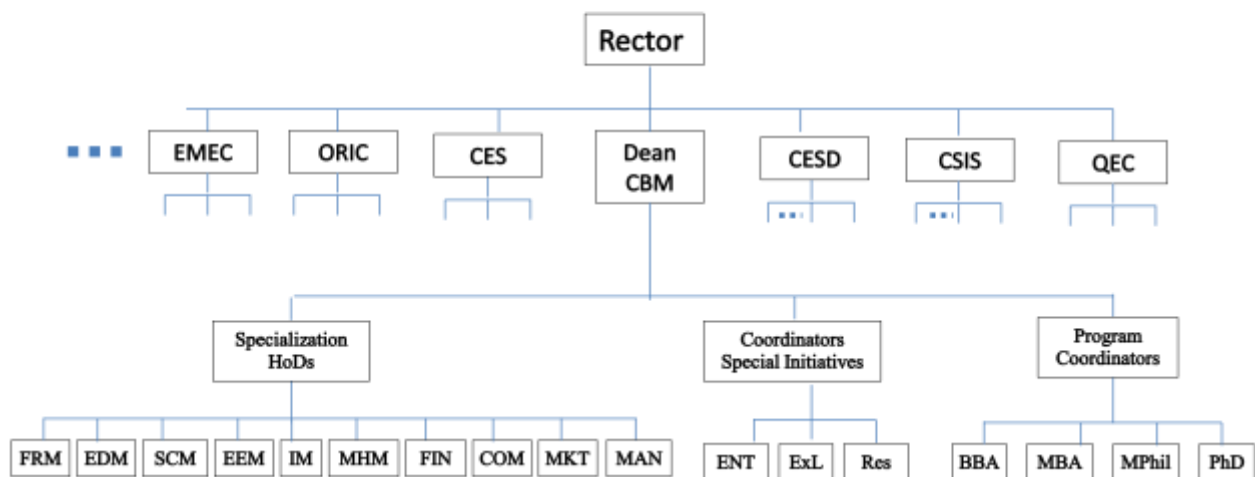 Rector
EMEC
ORIC
CES
Dean
CBM
CESD
CSIS
QEC
Specialization
HoDs
Coordinators
Special Initiatives
Program
Coordinators
FRM
EDM
SCM
EEM
IM
MHM
FIN
COM
MKT
MAN
ENT
ExL
Res
BBA
MBA
MPhil
PhD